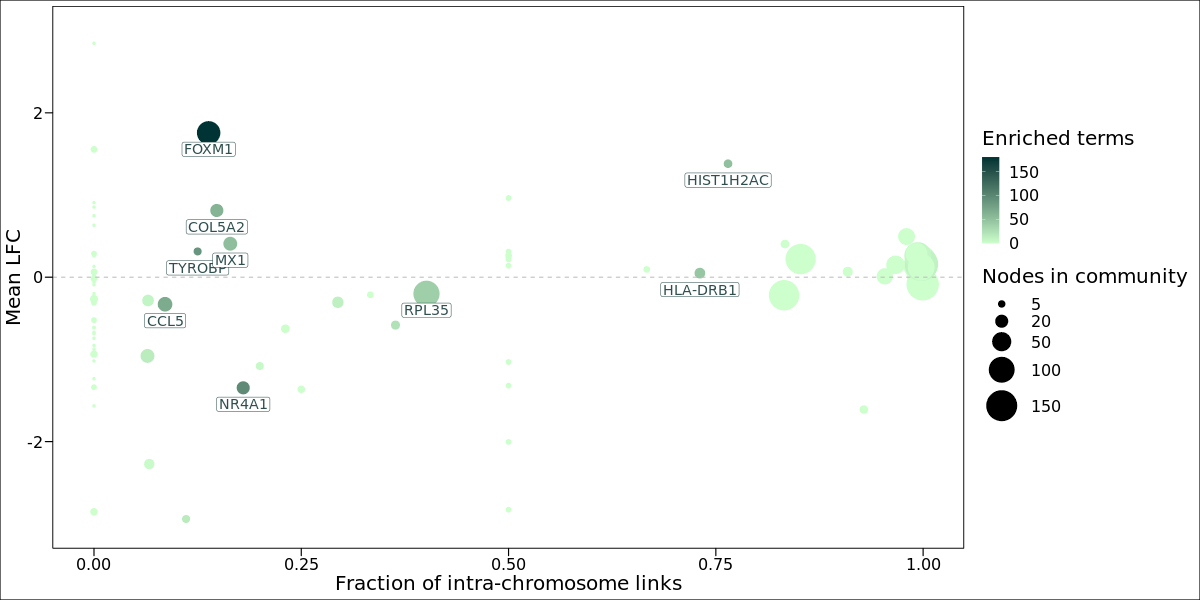 Mean LFC
2
0
-2
FOXM1
HIST1H2AC
COL5A2
MX1
TYROBP
HLA-DRB1
RPL35
CCL5
NR4A1
0.00
0.25
0.50
0.75
1.00
Fraction of intra-chromosome links
Enriched terms
150
100
50
0
Nodes in community
5
20
50
100
150